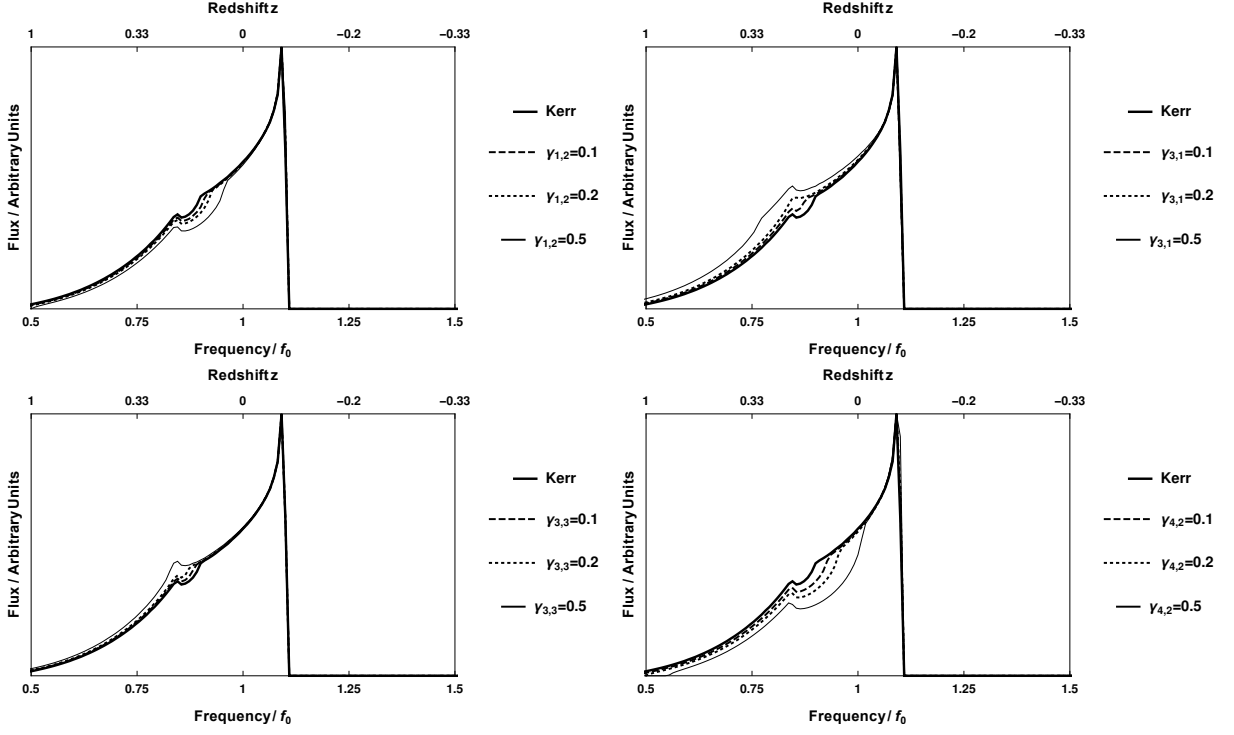 Redshift z
1 0.33 0 −0.2 −0.33
Flux / Arbitrary Units
0.5 0.75 1 1.25 1.5
Frequency / f0
Kerr
γ1,2=0.1
γ1,2=0.2
γ1,2=0.5
Redshift z
1 0.33 0 −0.2 −0.33
Flux / Arbitrary Units
0.5 0.75 1 1.25 1.5
Frequency / f0
Kerr
γ3,1=0.1
γ3,1=0.2
γ3,1=0.5
Redshift z
1 0.33 0 −0.2 −0.33
Flux / Arbitrary Units
0.5 0.75 1 1.25 1.5
Frequency / f0
Kerr
γ3,3=0.1
γ3,3=0.2
γ3,3=0.5
Redshift z
1 0.33 0 −0.2 −0.33
Flux / Arbitrary Units
0.5 0.75 1 1.25 1.5
Frequency / f0
Kerr
γ4,2=0.1
γ4,2=0.2
γ4,2=0.5